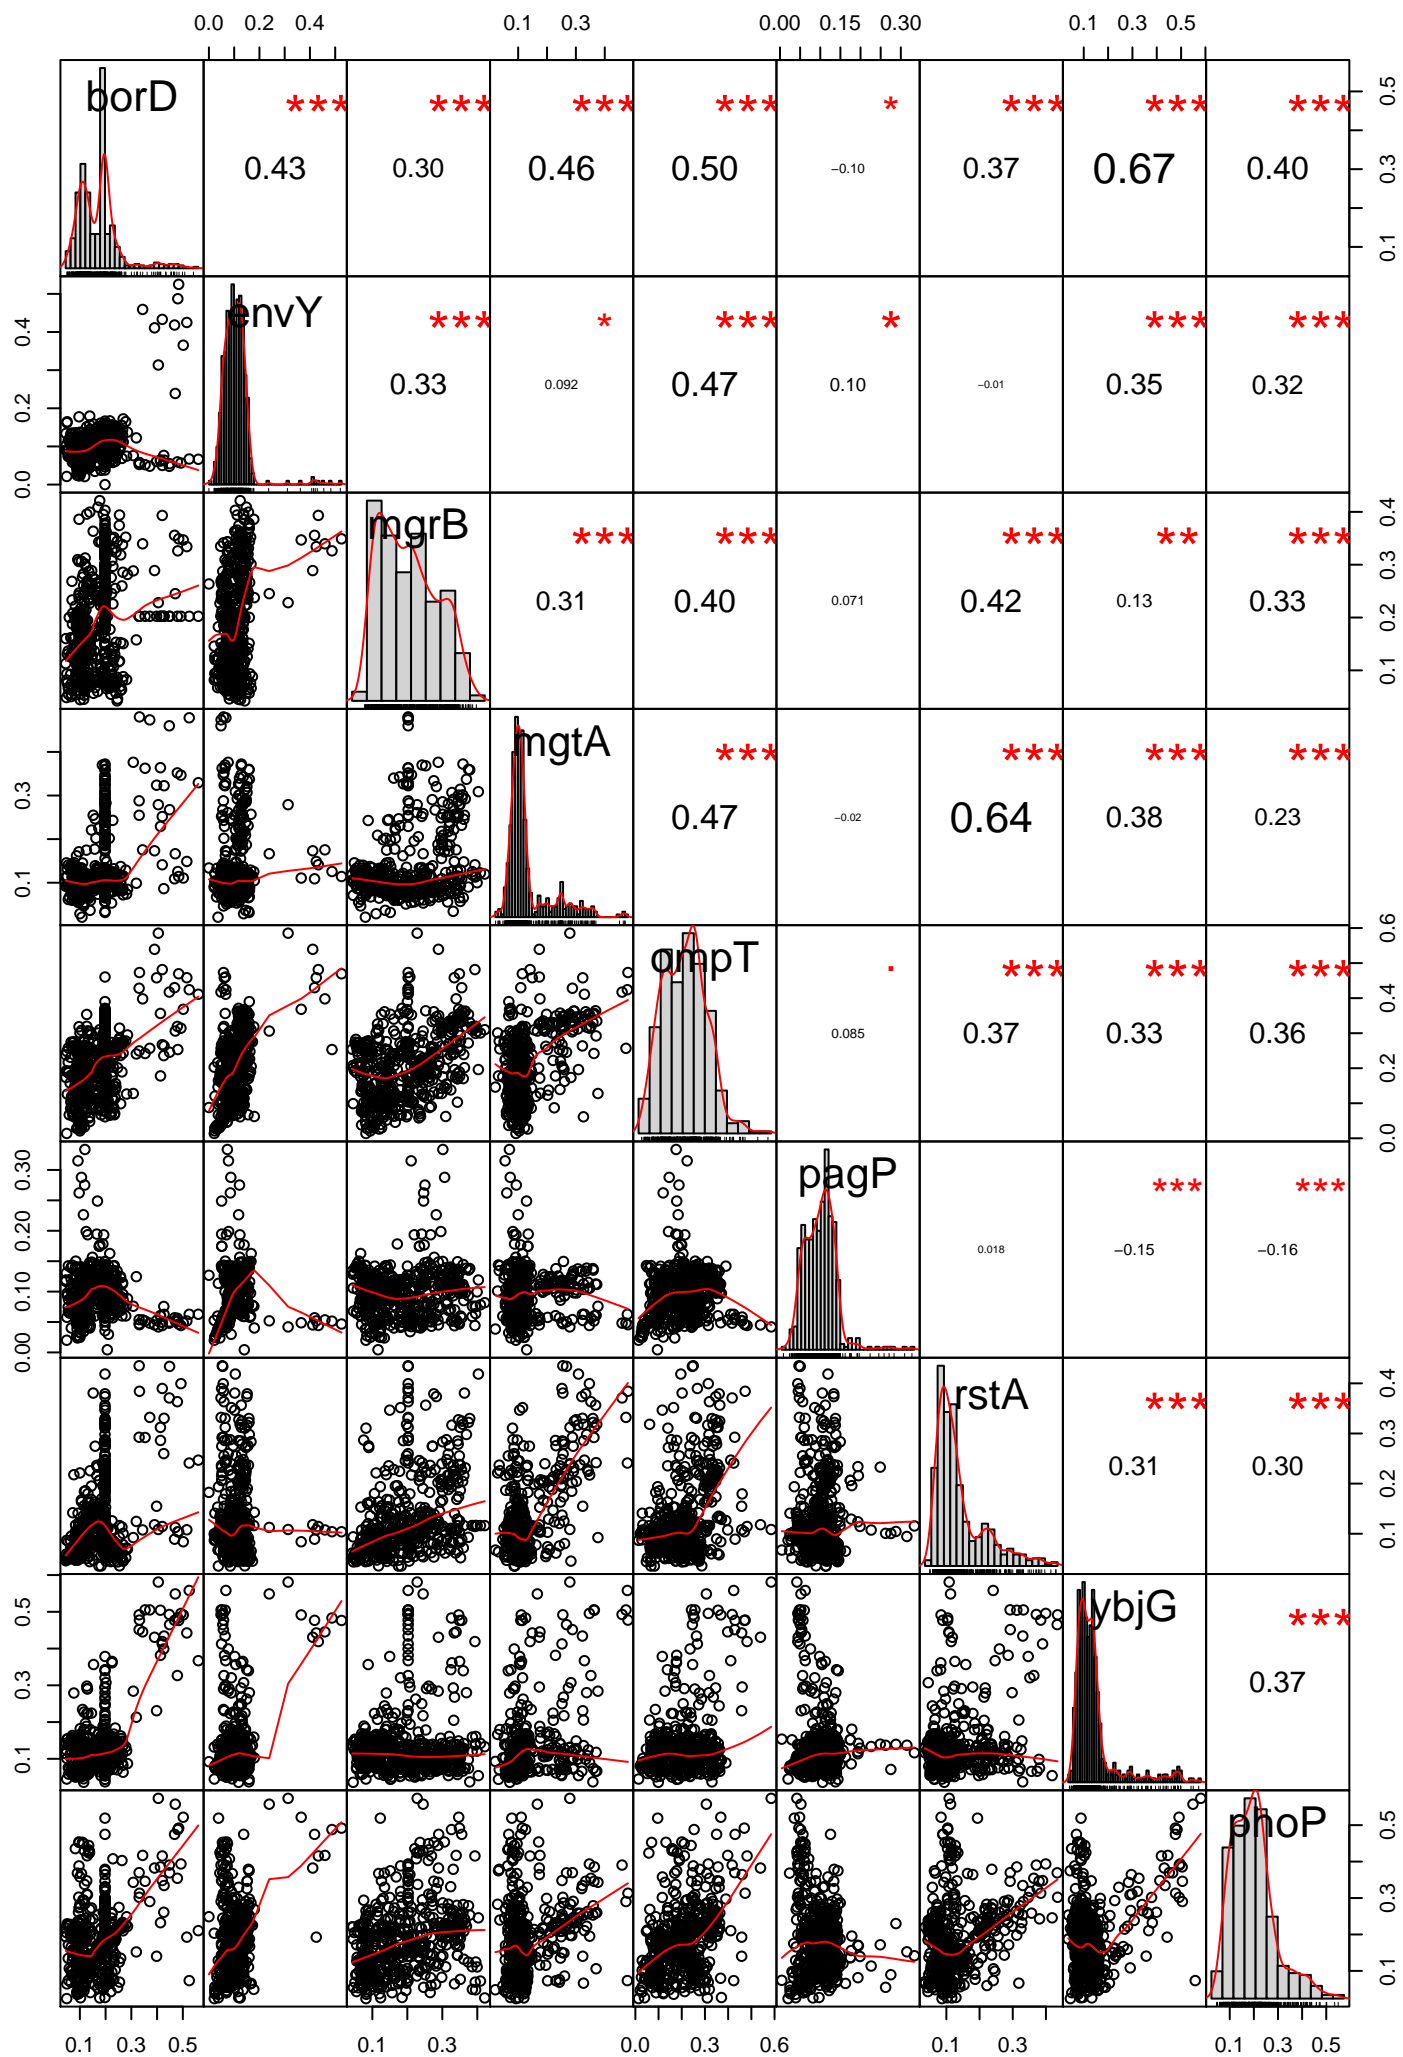 0.0 0.2 0.4 0.1 0.3 0.00 0.15 0.30 0.1 0.3 0.5
borD *** *** *** *** * *** *** ***
0.43 0.30 0.46 0.50 −0.10 0.37 0.67 0.40
0.1 0.3 0.5
envY *** * *** * *** ***
0.33 0.092 0.47 0.10 −0.01 0.35 0.32
0.0 0.2 0.4
mgrB *** *** *** ** ***
0.31 0.40 0.071 0.42 0.13 0.33
0.1 0.2 0.3 0.4
mgtA *** *** *** ***
0.47 −0.02 0.64 0.38 0.23
0.1 0.3
ompT . *** *** ***
0.085 0.37 0.33 0.36
0.0 0.2 0.4 0.6
pagP *** ***
0.018 −0.15 −0.16
0.00 0.10 0.20 0.30
rstA *** ***
0.31 0.30
0.1 0.2 0.3 0.4
ybjG ***
0.37
0.1 0.3 0.5
phoP
0.1 0.3 0.5
0.1 0.3 0.5 0.1 0.3 0.0 0.3 0.6 0.1 0.3 0.1 0.3 0.5